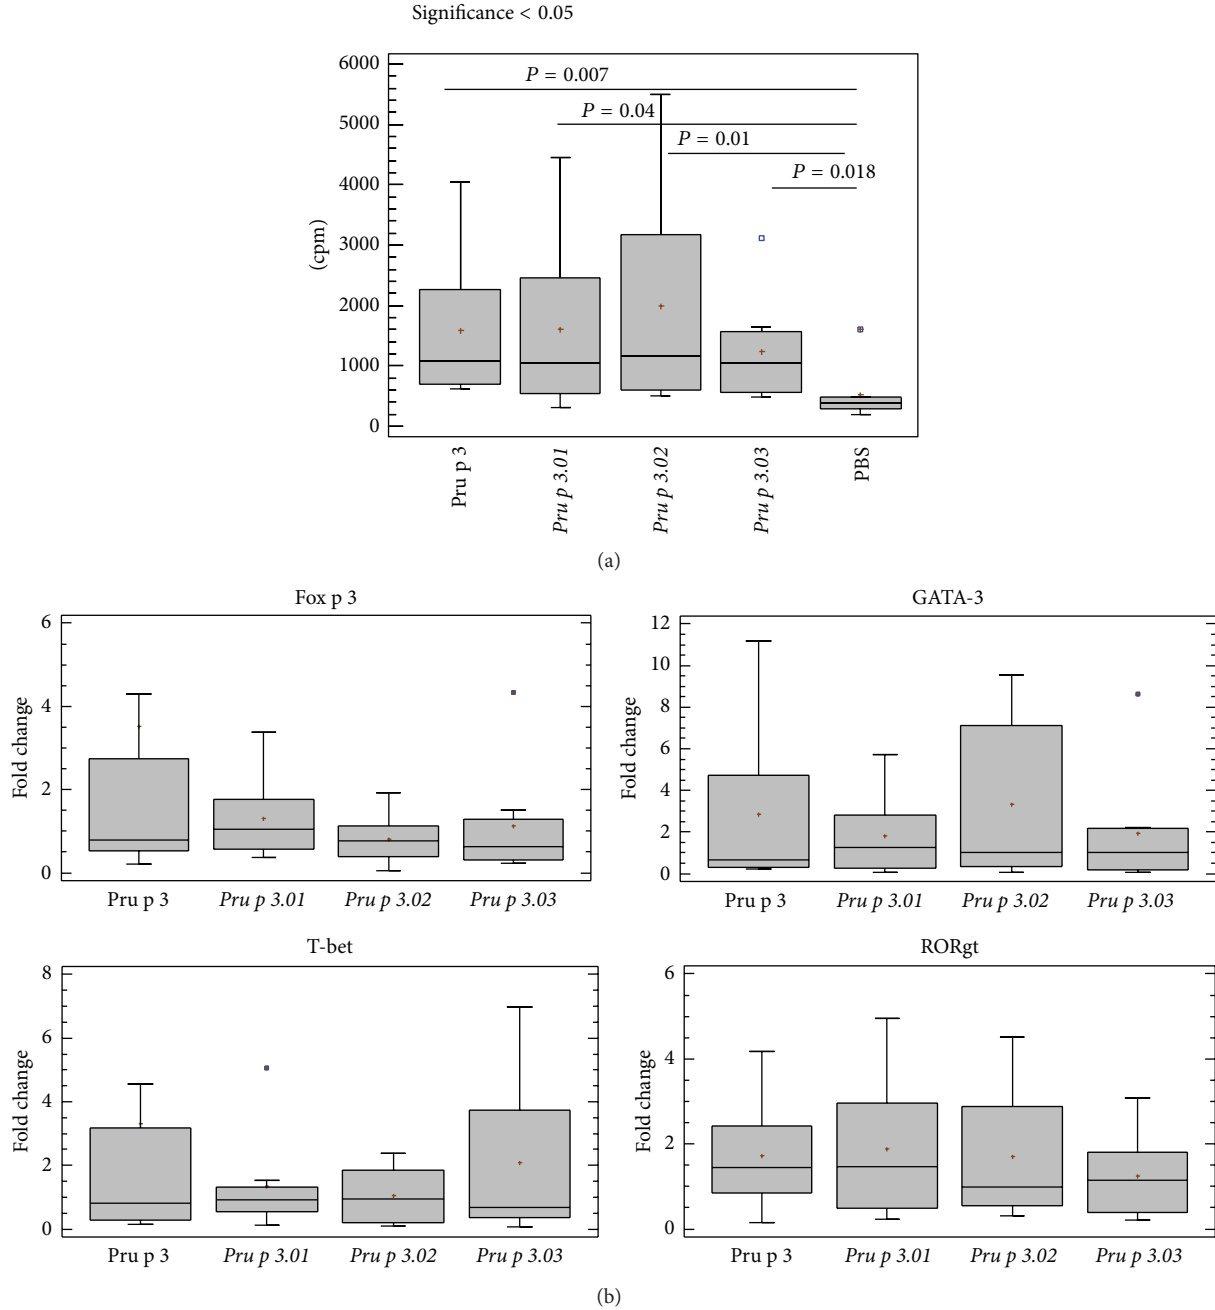 Significance < 0.05
6000
5000
4000
3000
2000
1000
0
(cpm)
P = 0.007
P = 0.04
P = 0.01
P = 0.018
Pru p 3
Pru p 3.01
Pru p 3.02
Pru p 3.03
PBS
(a)
Fox p 3
6
4
2
0
Fold change
Pru p 3
Pru p 3.01
Pru p 3.02
Pru p 3.03
GATA-3
12
10
8
6
4
2
0
Fold change
Pru p 3
Pru p 3.01
Pru p 3.02
Pru p 3.03
T-bet
8
6
4
2
0
Fold change
Pru p 3
Pru p 3.01
Pru p 3.02
Pru p 3.03
RORgt
6
4
2
0
Fold change
Pru p 3
Pru p 3.01
Pru p 3.02
Pru p 3.03
(b)